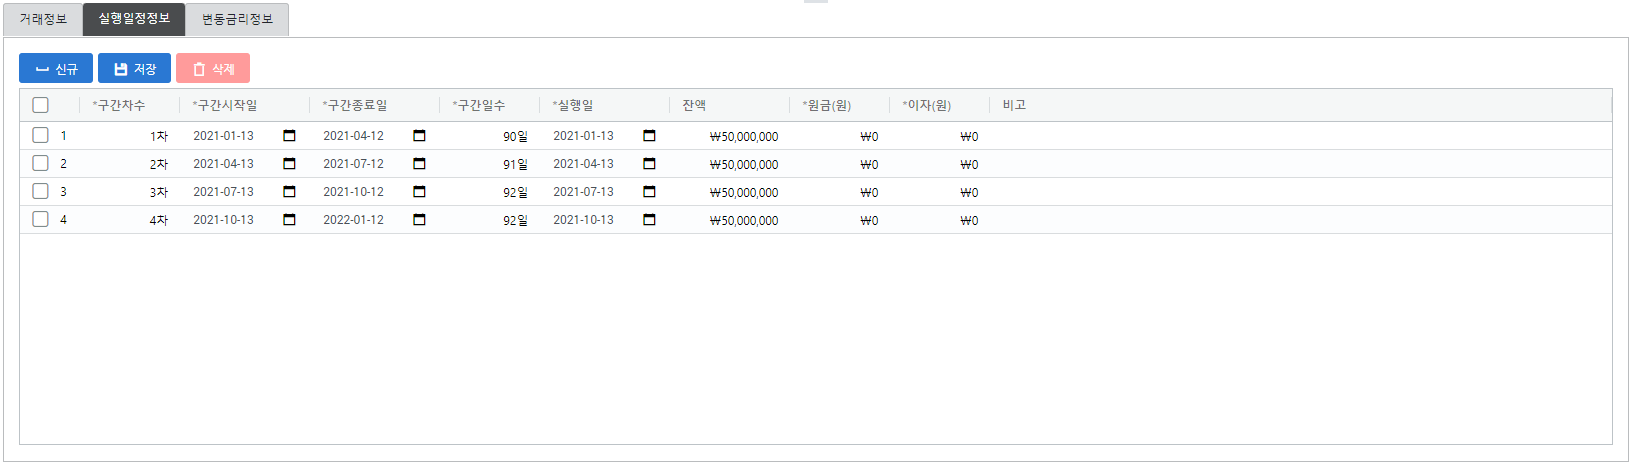 거래정보 실행일정정보 변동금리정보
신규 저장 삭제
*구간차수 *구간시작일 *구간종료일 *구간일수 *실행일 잔액 *원금(원) *이자(원) 비고
1 1차 2021-01-13 2021-04-12 90일 2021-01-13 ₩50,000,000 ₩0 ₩0
2 2차 2021-04-13 2021-07-12 91일 2021-04-13 ₩50,000,000 ₩0 ₩0
3 3차 2021-07-13 2021-10-12 92일 2021-07-13 ₩50,000,000 ₩0 ₩0
4 4차 2021-10-13 2022-01-12 92일 2021-10-13 ₩50,000,000 ₩0 ₩0